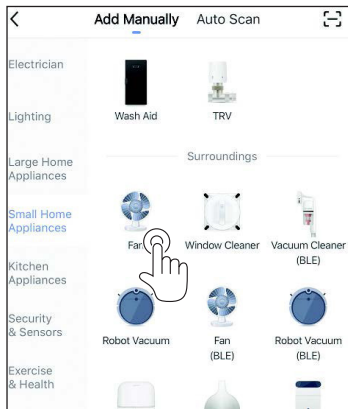 Add Manually Auto Scan
Electrician
Lighting
Large Home
Appliances
Small Home
Appliances
Kitchen
Appliances
Security
& Sensors
Exercise
& Health
Wash Aid
TRV
Surroundings
Fan
Window Cleaner
Vacuum Cleaner
(BLE)
Robot Vacuum
Fan
(BLE)
Robot Vacuum
(BLE)